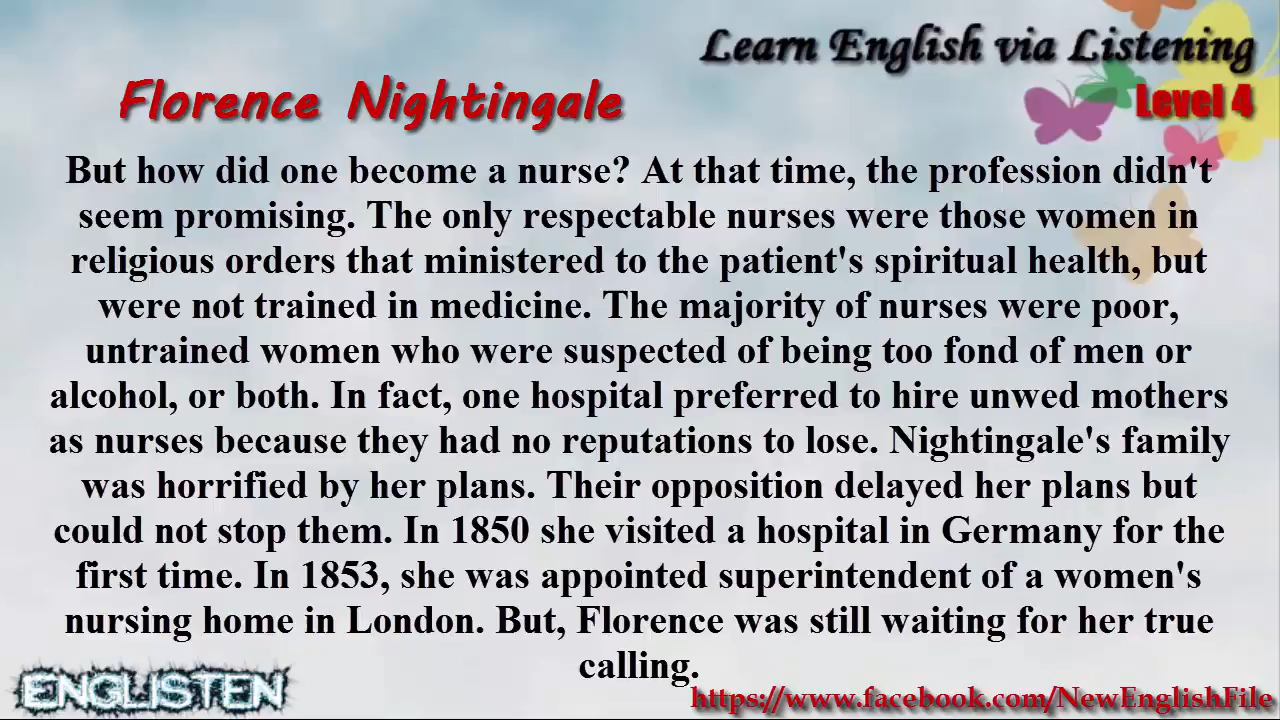 Learn English via Listening
Level 4
Florence Nightingale
But how did one become a nurse? At that time, the profession didn't
seem promising. The only respectable nurses were those women in
religious orders that ministered to the patient's spiritual health, but
were not trained in medicine. The majority of nurses were poor,
untrained women who were suspected of being too fond of men or
alcohol, or both. In fact, one hospital preferred to hire unwed mothers
as nurses because they had no reputations to lose. Nightingale's family
was horrified by her plans. Their opposition delayed her plans but
could not stop them. In 1850 she visited a hospital in Germany for the
first time. In 1853, she was appointed superintendent of a women's
nursing home in London. But, Florence was still waiting for her true
calling.
ENGLISTEN
https://www.facebook.com/NewEnglishFile